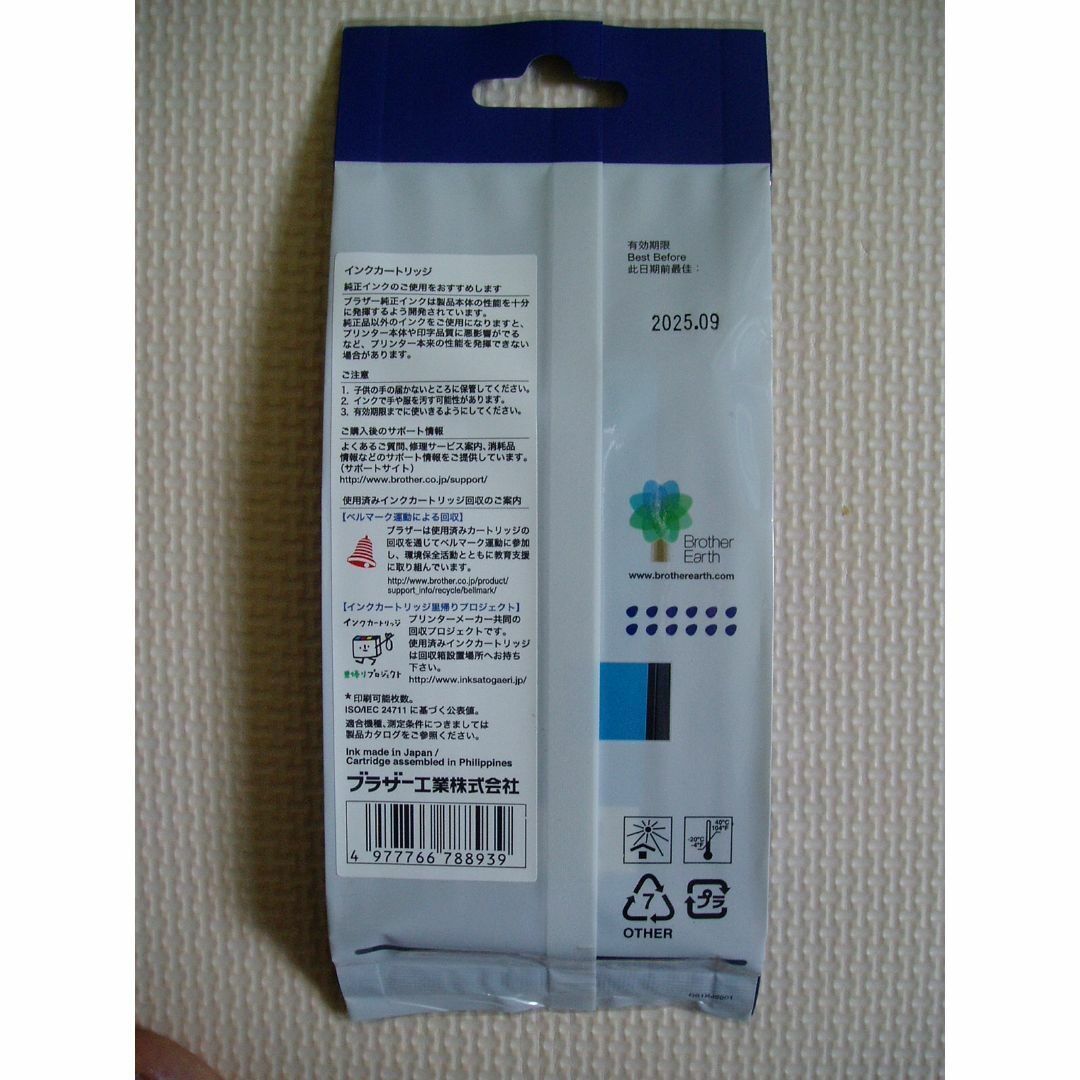 インクカートリッジ
純正インクのご使用をおすすめします
ブラザー純正インクは製品本体の性能を十分
に発揮するよう開発されています。
純正品以外のインクをご使用になりますと、
プリンター本体や印字品質に悪影響がでる
など、プリンター本来の性能を発揮できない
場合があります。
ご注意
1. 子供の手の届かないところに保管してください。
2. インクで手や服を汚す可能性があります。
3. 有効期限までに使いきるようにしてください。
ご購入後のサポート情報
よくあるご質問、修理サービス案内、消耗品
情報などのサポート情報をご提供しています。
（サポートサイト）
http://www.brother.co.jp/support/
使用済みインクカートリッジ回収のご案内
【ベルマーク運動による回収】
ブラザーは使用済みカートリッジの
回収を通じてベルマーク運動に参加
し、環境保全活動とともに教育支援
に取り組んでいます。
http://www.brother.co.jp/product/
support_info/recycle/bellmark/
【インクカートリッジ里帰りプロジェクト】
インクカートリッジ
里帰りプロジェクト
プリンターメーカー共同の
回収プロジェクトです。
使用済みインクカートリッジ
は回収箱設置場所へお持ち
下さい。
http://www.inksatogaeri.jp/
★印刷可能枚数。
ISO/IEC 24711 に基づく公表値。
適合機種、測定条件につきましては
製品カタログをご参照ください。
Ink made in Japan /
Cartridge assembled in Philippines
ブラザー工業株式会社
4 977766 788939
有効期限
Best Before
此日期前最佳：
2025.09
Brother
Earth
www.brotherearth.com
40°C
104°F
-20°C
-4°F
7
プラ
OTHER